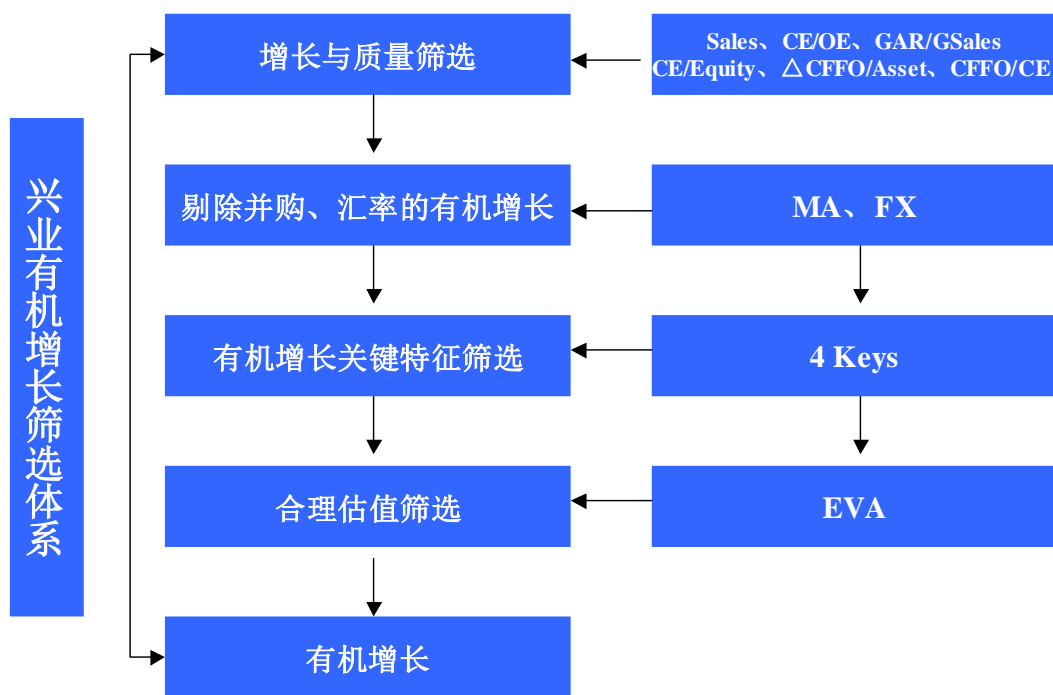 增长与质量筛选
Sales、CE/OE、GAR/GSales
CE/Equity、△CFFO/Asset、CFFO/CE
兴业有机增长筛选体系
剔除并购、汇率的有机增长
MA、FX
有机增长关键特征筛选
4 Keys
合理估值筛选
EVA
有机增长